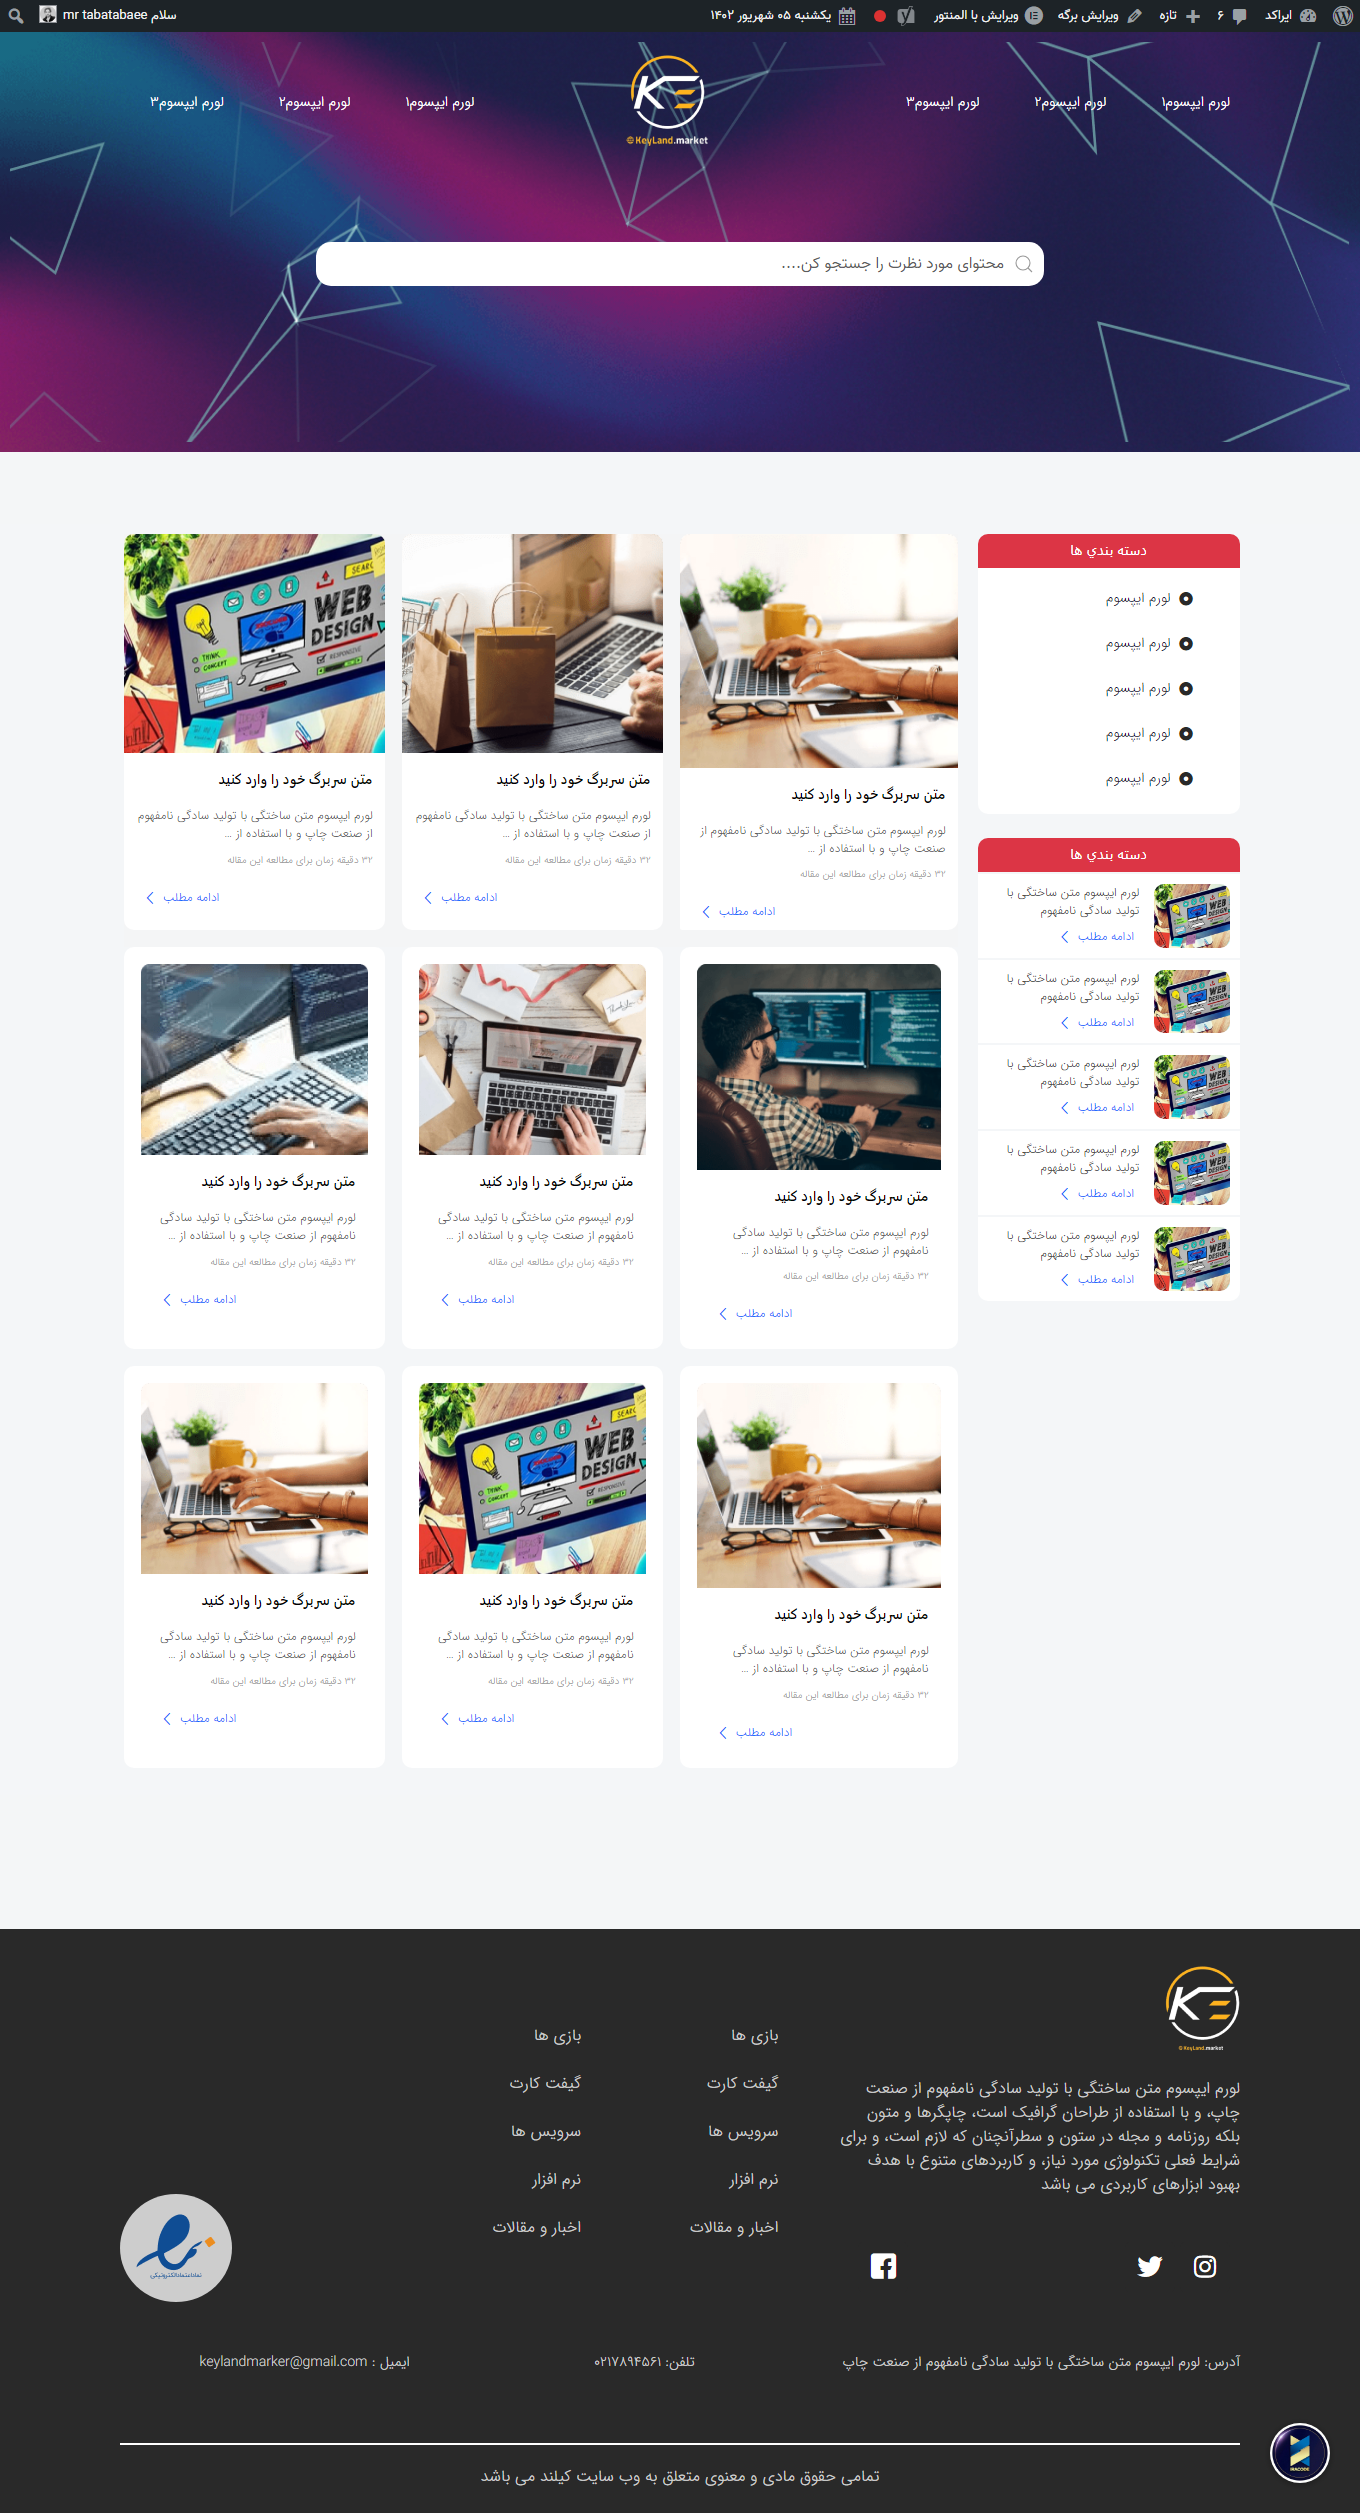 ایراکد
۶
تازه
ویرایش برگه
ویرایش با المنتور
یکشنبه ۰۵ شهریور ۱۴۰۲
سلام mr tabatabaee
لورم ایپسوم۱
لورم ایپسوم۲
لورم ایپسوم۳
KE
© KeyLand.market
لورم ایپسوم۱
لورم ایپسوم۲
لورم ایپسوم۳
محتوای مورد نظرت را جستجو کن....
دسته بندي ها
لورم ایپسوم
لورم ایپسوم
لورم ایپسوم
لورم ایپسوم
لورم ایپسوم
دسته بندي ها
لورم ایپسوم متن ساختگی با
تولید سادگی نامفهوم
ادامه مطلب
لورم ایپسوم متن ساختگی با
تولید سادگی نامفهوم
ادامه مطلب
لورم ایپسوم متن ساختگی با
تولید سادگی نامفهوم
ادامه مطلب
لورم ایپسوم متن ساختگی با
تولید سادگی نامفهوم
ادامه مطلب
لورم ایپسوم متن ساختگی با
تولید سادگی نامفهوم
ادامه مطلب
متن سربرگ خود را وارد کنید
لورم ایپسوم متن ساختگی با تولید سادگی نامفهوم از
صنعت چاپ و با استفاده از ...
۳۲ دقیقه زمان برای مطالعه این مقاله
ادامه مطلب
متن سربرگ خود را وارد کنید
لورم ایپسوم متن ساختگی با تولید سادگی نامفهوم
از صنعت چاپ و با استفاده از ...
۳۲ دقیقه زمان برای مطالعه این مقاله
ادامه مطلب
WEB
DESIGN
SEARC
RESPONSIVE
THINK
CONCEPT
متن سربرگ خود را وارد کنید
لورم ایپسوم متن ساختگی با تولید سادگی نامفهوم
از صنعت چاپ و با استفاده از ...
۳۲ دقیقه زمان برای مطالعه این مقاله
ادامه مطلب
متن سربرگ خود را وارد کنید
لورم ایپسوم متن ساختگی با تولید سادگی
نامفهوم از صنعت چاپ و با استفاده از ...
۳۲ دقیقه زمان برای مطالعه این مقاله
ادامه مطلب
متن سربرگ خود را وارد کنید
لورم ایپسوم متن ساختگی با تولید سادگی
نامفهوم از صنعت چاپ و با استفاده از ...
۳۲ دقیقه زمان برای مطالعه این مقاله
ادامه مطلب
متن سربرگ خود را وارد کنید
لورم ایپسوم متن ساختگی با تولید سادگی
نامفهوم از صنعت چاپ و با استفاده از ...
۳۲ دقیقه زمان برای مطالعه این مقاله
ادامه مطلب
متن سربرگ خود را وارد کنید
لورم ایپسوم متن ساختگی با تولید سادگی
نامفهوم از صنعت چاپ و با استفاده از ...
۳۲ دقیقه زمان برای مطالعه این مقاله
ادامه مطلب
WEB
DESIGN
SEARC
RESPONSIVE
THINK
CONCEPT
متن سربرگ خود را وارد کنید
لورم ایپسوم متن ساختگی با تولید سادگی
نامفهوم از صنعت چاپ و با استفاده از ...
۳۲ دقیقه زمان برای مطالعه این مقاله
ادامه مطلب
متن سربرگ خود را وارد کنید
لورم ایپسوم متن ساختگی با تولید سادگی
نامفهوم از صنعت چاپ و با استفاده از ...
۳۲ دقیقه زمان برای مطالعه این مقاله
ادامه مطلب
KE
© KeyLand.market
لورم ایپسوم متن ساختگی با تولید سادگی نامفهوم از صنعت
چاپ، و با استفاده از طراحان گرافیک است، چاپگرها و متون
بلکه روزنامه و مجله در ستون و سطرآنچنان که لازم است، و برای
شرایط فعلی تکنولوژی مورد نیاز، و کاربردهای متنوع با هدف
بهبود ابزارهای کاربردی می باشد
بازی ها
گیفت کارت
سرویس ها
نرم افزار
اخبار و مقالات
بازی ها
گیفت کارت
سرویس ها
نرم افزار
اخبار و مقالات
نماد اعتماد الکترونیکی
آدرس: لورم ایپسوم متن ساختگی با تولید سادگی نامفهوم از صنعت چاپ
تلفن: ۰۲۱۷۸۹۴۵۶۱
ایمیل : keylandmarker@gmail.com
تمامی حقوق مادی و معنوی متعلق به وب سایت کیلند می باشد
IRACODE